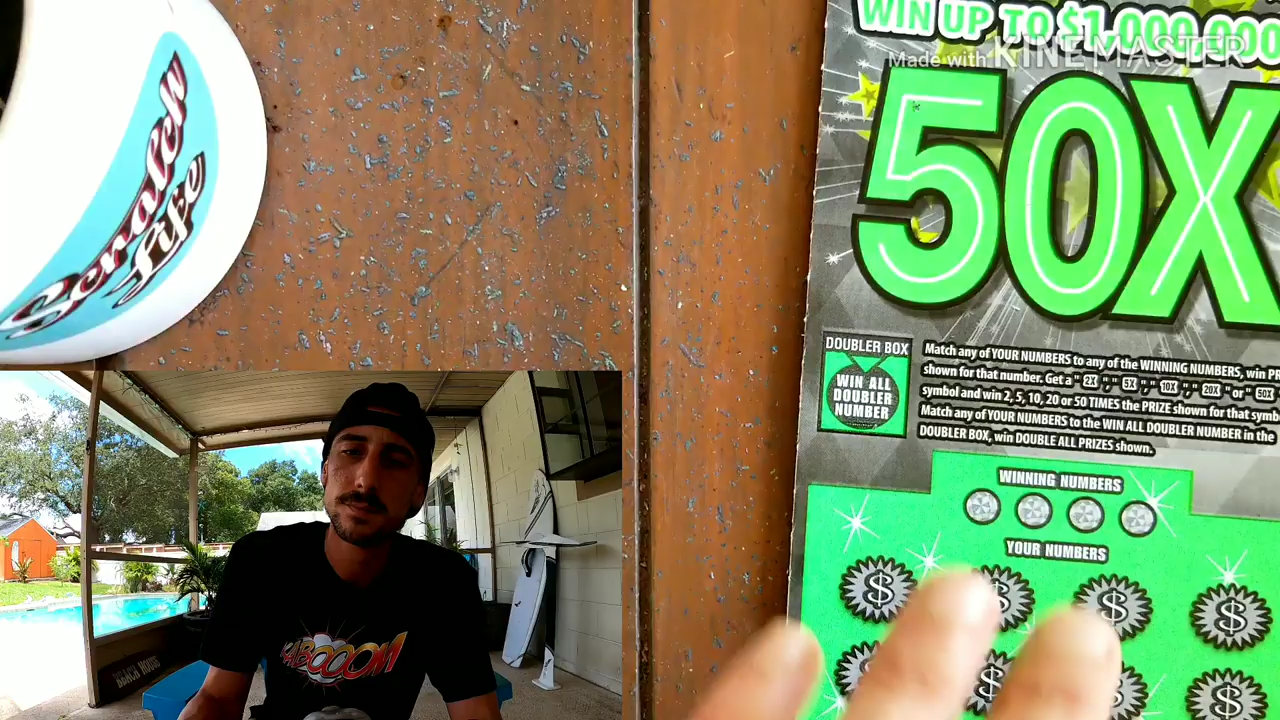 WIN UP TO $1,000,000
Made with KINEMASTER
50X
Scratch
Life
DOUBLER BOX
WIN ALL
DOUBLER
NUMBER
Match any of YOUR NUMBERS to any of the WINNING NUMBERS, win PR
shown for that number. Get a "2X", "5X", "10X", "20X" or "50X
symbol and win 2, 5, 10, 20 or 50 TIMES the PRIZE shown for that symb
Match any of YOUR NUMBERS to the WIN ALL DOUBLER NUMBER in the
DOUBLER BOX, win DOUBLE ALL PRIZES shown.
WINNING NUMBERS
YOUR NUMBERS
$ $ $ $
$ $ $
KABOOOM
BEACH HOUSE